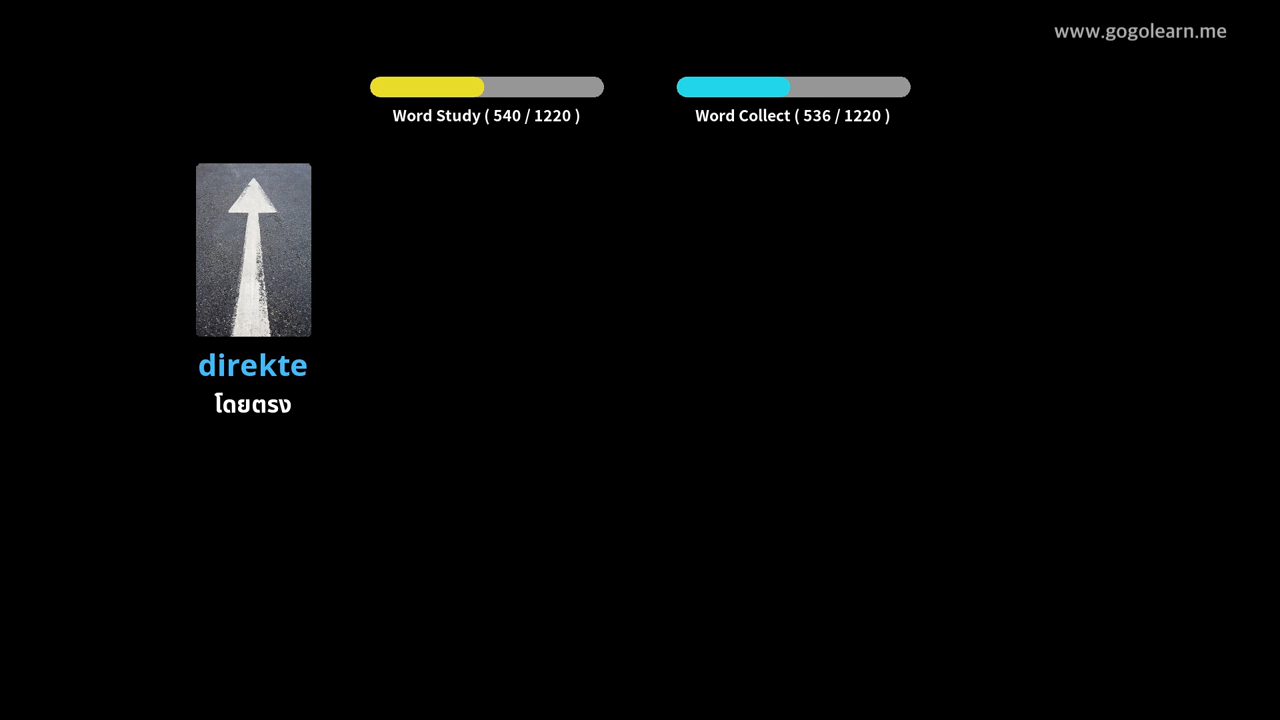 www.gogolearn.me
Word Study ( 540 / 1220 )
Word Collect ( 536 / 1220 )
direkte
โดยตรง